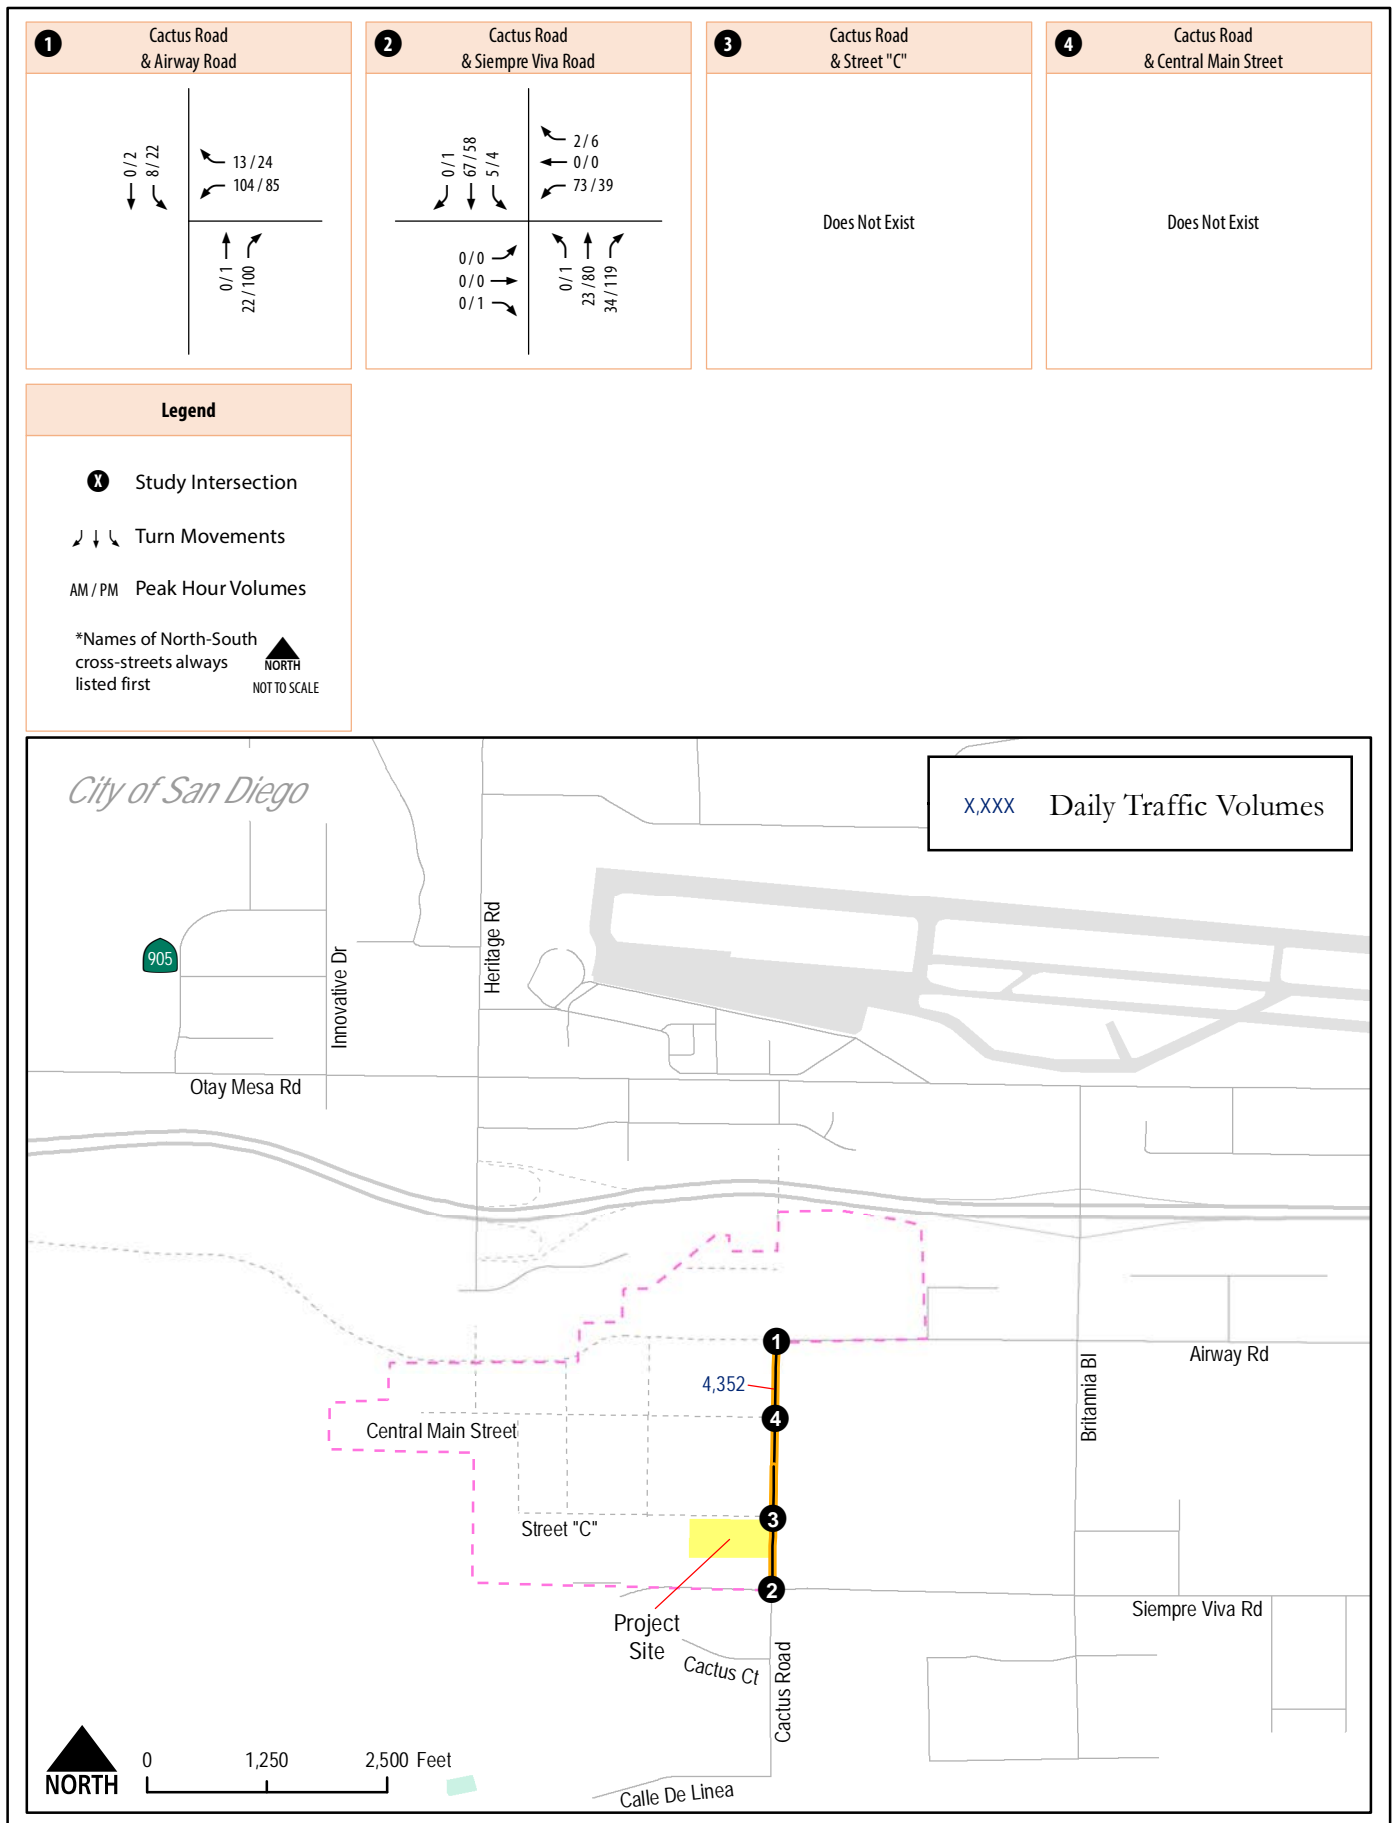 1
Cactus Road
& Airway Road
0 / 2
8 / 22
13 / 24
104 / 85
0 / 1
22 / 100
2
Cactus Road
& Siempre Viva Road
0 / 1
67 / 58
5 / 4
2 / 6
0 / 0
73 / 39
0 / 0
0 / 0
0 / 1
0 / 1
23 / 80
34 / 119
3
Cactus Road
& Street "C"
Does Not Exist
4
Cactus Road
& Central Main Street
Does Not Exist
Legend
X Study Intersection
Turn Movements
AM / PM Peak Hour Volumes
*Names of North-South
cross-streets always
listed first
NORTH
NOT TO SCALE
City of San Diego
X,XXX Daily Traffic Volumes
905
Innovative Dr
Heritage Rd
Otay Mesa Rd
1
Airway Rd
4,352
Britannia Bl
4
Central Main Street
3
Street "C"
2
Siempre Viva Rd
Project
Site
Cactus Ct
Cactus Road
NORTH
0 1,250 2,500 Feet
Calle De Linea